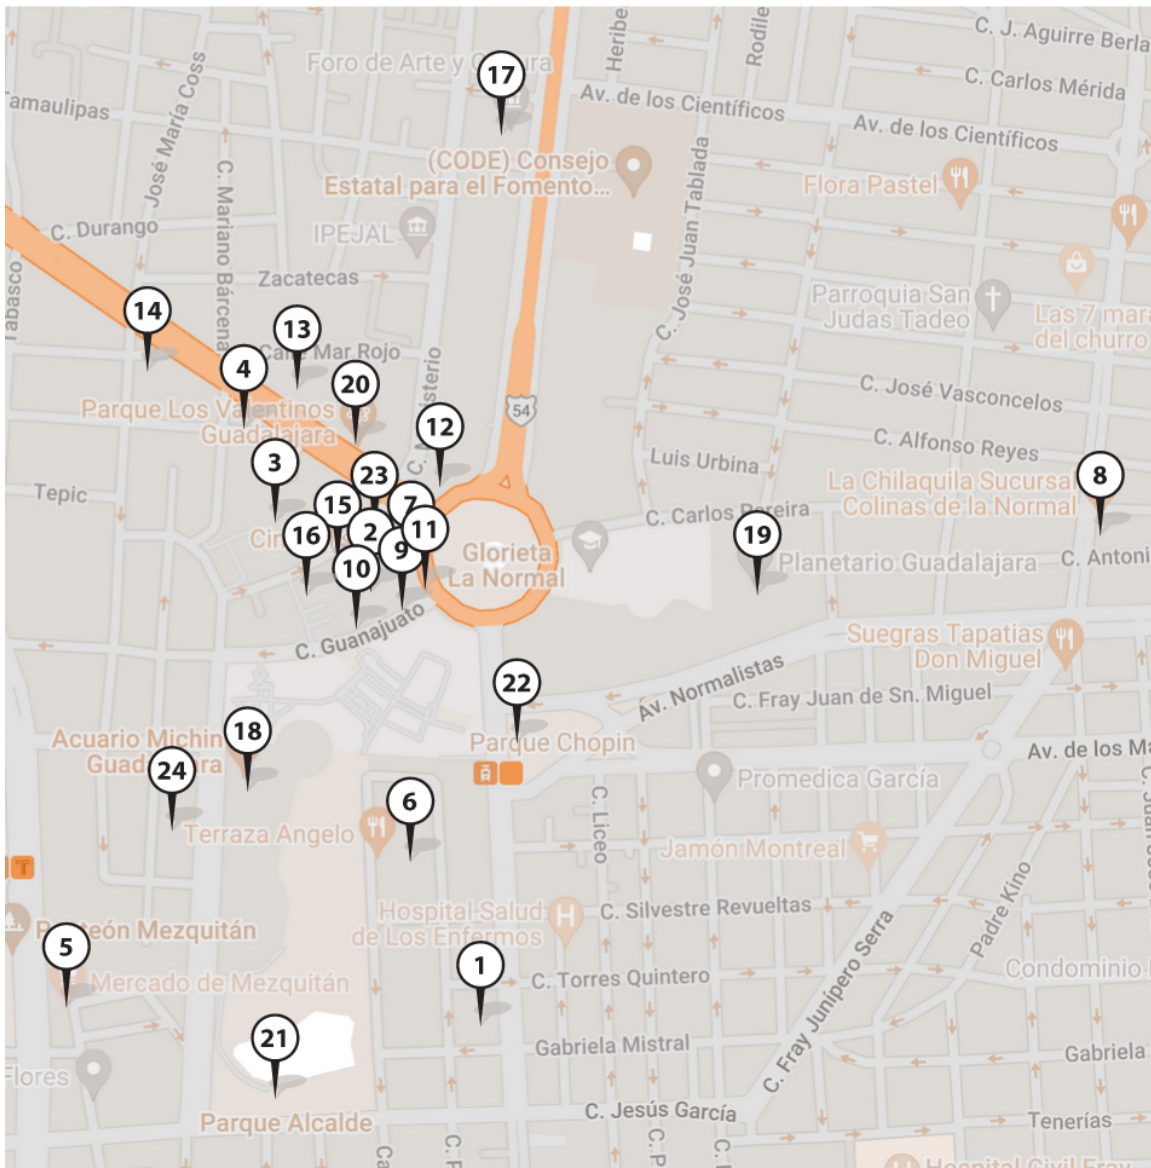 C. J. Aguirre Berla
Heriber
Rodile
Foro de Arte y C
ra
17
C. Carlos Mérida
Tamaulipas
José María Coss
Av. de los Científicos
Av. de los Científicos
(CODE) Consejo
Estatal para el Fomento...
Flora Pastel
C. José Juan Tablada
C. Mariano Bárcena
C. Durango
IPEJAL
Tabasco
Zacatecas
Parroquia San
Judas Tadeo
Las 7 mara
del churro
14
13
Calle Mar Rojo
4
20
C. José Vasconcelos
Parque Los Valentinos
Guadalajara
54
12
C. Alfonso Reyes
Luis Urbina
3
23
La Chilaquila Sucursal
Colinas de la Normal
8
Tepic
15
7
C. Carlos Pereira
16
2
11
Glorieta
La Normal
19
9
10
Planetario Guadalajara
C. Antoni
C. Guanajuato
Suegras Tapatias
Don Miguel
22
Av. Normalistas
C. Fray Juan de Sn. Miguel
Acuario Michin
18
Parque Chopin
Av. de los Ma
24
Promedica García
6
C. Liceo
Terraza Angelo
Jamón Montreal
Padre Kino
Hospital Salud
de Los Enfermos
C. Silvestre Revueltas
5
Mezquitán
1
Mercado de Mezquitán
C. Torres Quintero
Condominio
C. Fray Junípero Serra
21
Gabriela Mistral
Gabriela
Flores
Parque Alcalde
C. Jesús García
Tenerías
C. P
Hospital Civil Fray